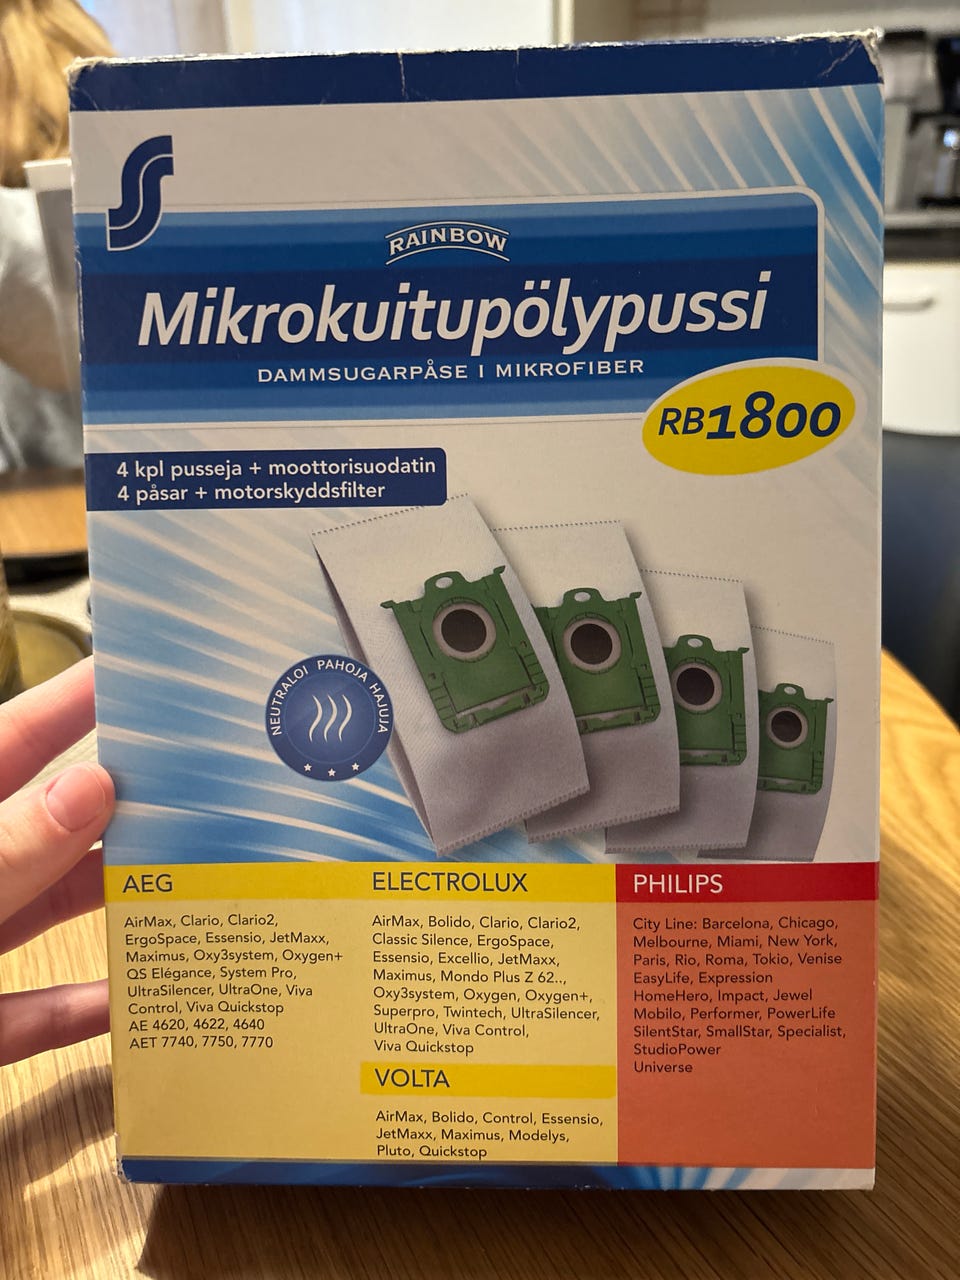 RAINBOW
Mikrokuitupölypussi
DAMMSUGARPÅSE I MIKROFIBER
RB1800
4 kpl pusseja + moottorisuodatin
4 påsar + motorskyddsfilter
NEUTRALOI PAHOJA HAJUJA
AEG
AirMax, Clario, Clario2,
ErgoSpace, Essensio, JetMaxx,
Maximus, Oxy3system, Oxygen+
QS Elégance, System Pro,
UltraSilencer, UltraOne, Viva
Control, Viva Quickstop
AE 4620, 4622, 4640
AET 7740, 7750, 7770
ELECTROLUX
AirMax, Bolido, Clario, Clario2,
Classic Silence, ErgoSpace,
Essensio, Excellio, JetMaxx,
Maximus, Mondo Plus Z 62..,
Oxy3system, Oxygen, Oxygen+,
Superpro, Twintech, UltraSilencer,
UltraOne, Viva Control,
Viva Quickstop
VOLTA
AirMax, Bolido, Control, Essensio,
JetMaxx, Maximus, Modelys,
Pluto, Quickstop
PHILIPS
City Line: Barcelona, Chicago,
Melbourne, Miami, New York,
Paris, Rio, Roma, Tokio, Venise
EasyLife, Expression
HomeHero, Impact, Jewel
Mobilo, Performer, PowerLife
SilentStar, SmallStar, Specialist,
StudioPower
Universe